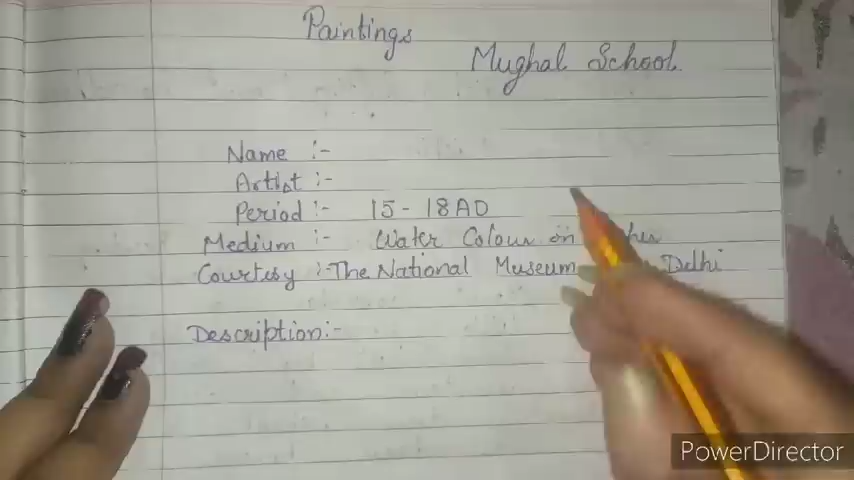 Paintings
Mughal School
Name :-
Artist :-
Period :- 15 - 18 AD
Medium :- Water Colour on
Courtesy :- The National Museum Delhi
Description :-
PowerDirector